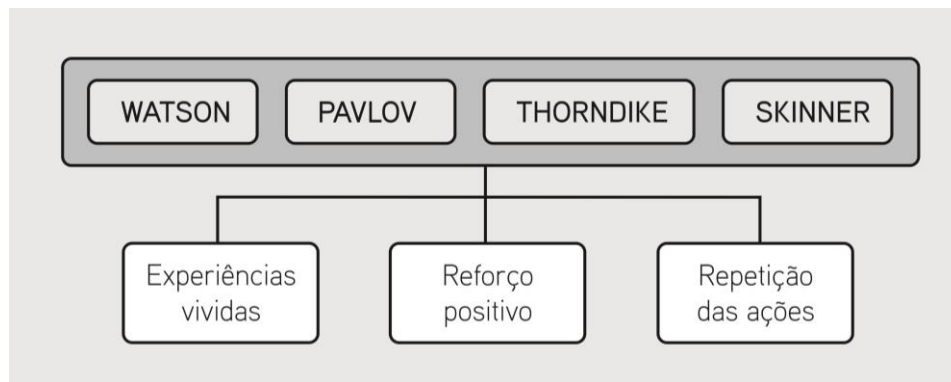 WATSON
PAVLOV
THORNDIKE
SKINNER
Experiências
vividas
Reforço
positivo
Repetição
das ações